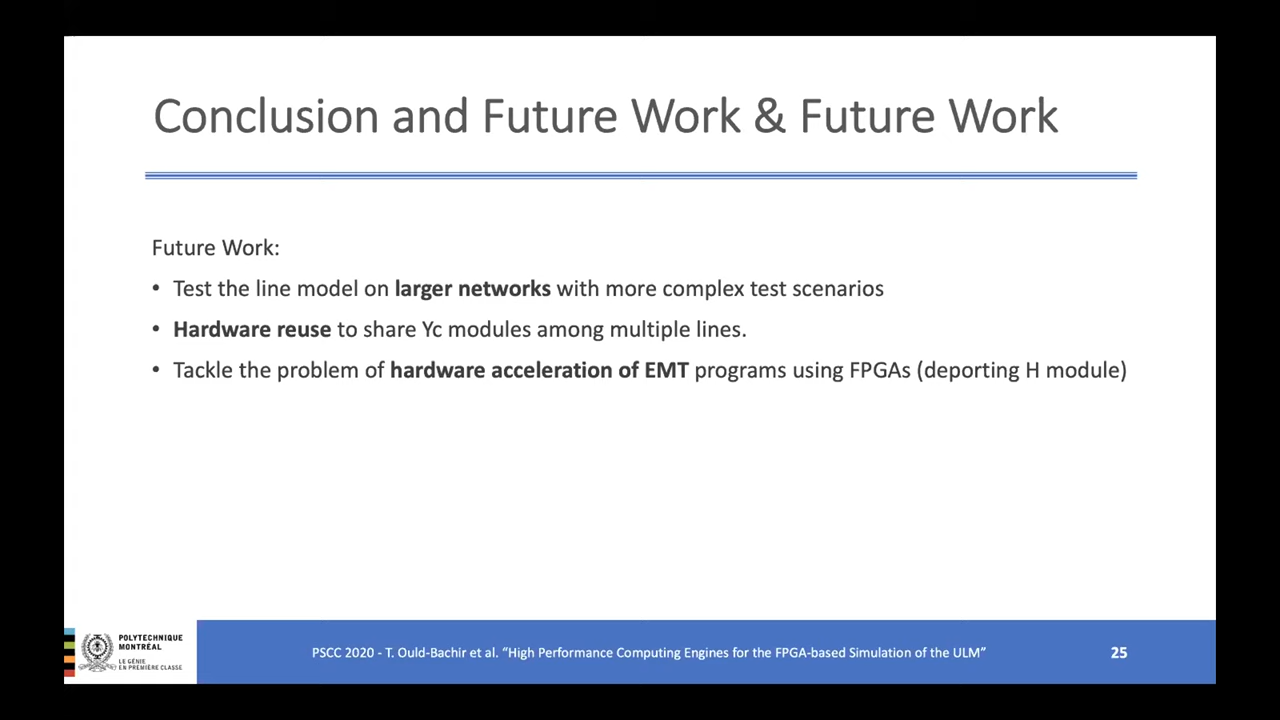 Conclusion and Future Work & Future Work
Future Work:
• Test the line model on larger networks with more complex test scenarios
• Hardware reuse to share Yc modules among multiple lines.
• Tackle the problem of hardware acceleration of EMT programs using FPGAs (deporting H module)
POLYTECHNIQUE
MONTRÉAL
LE GÉNIE
EN PREMIÈRE CLASSE
PSCC 2020 - T. Ould-Bachir et al. “High Performance Computing Engines for the FPGA-based Simulation of the ULM”
25